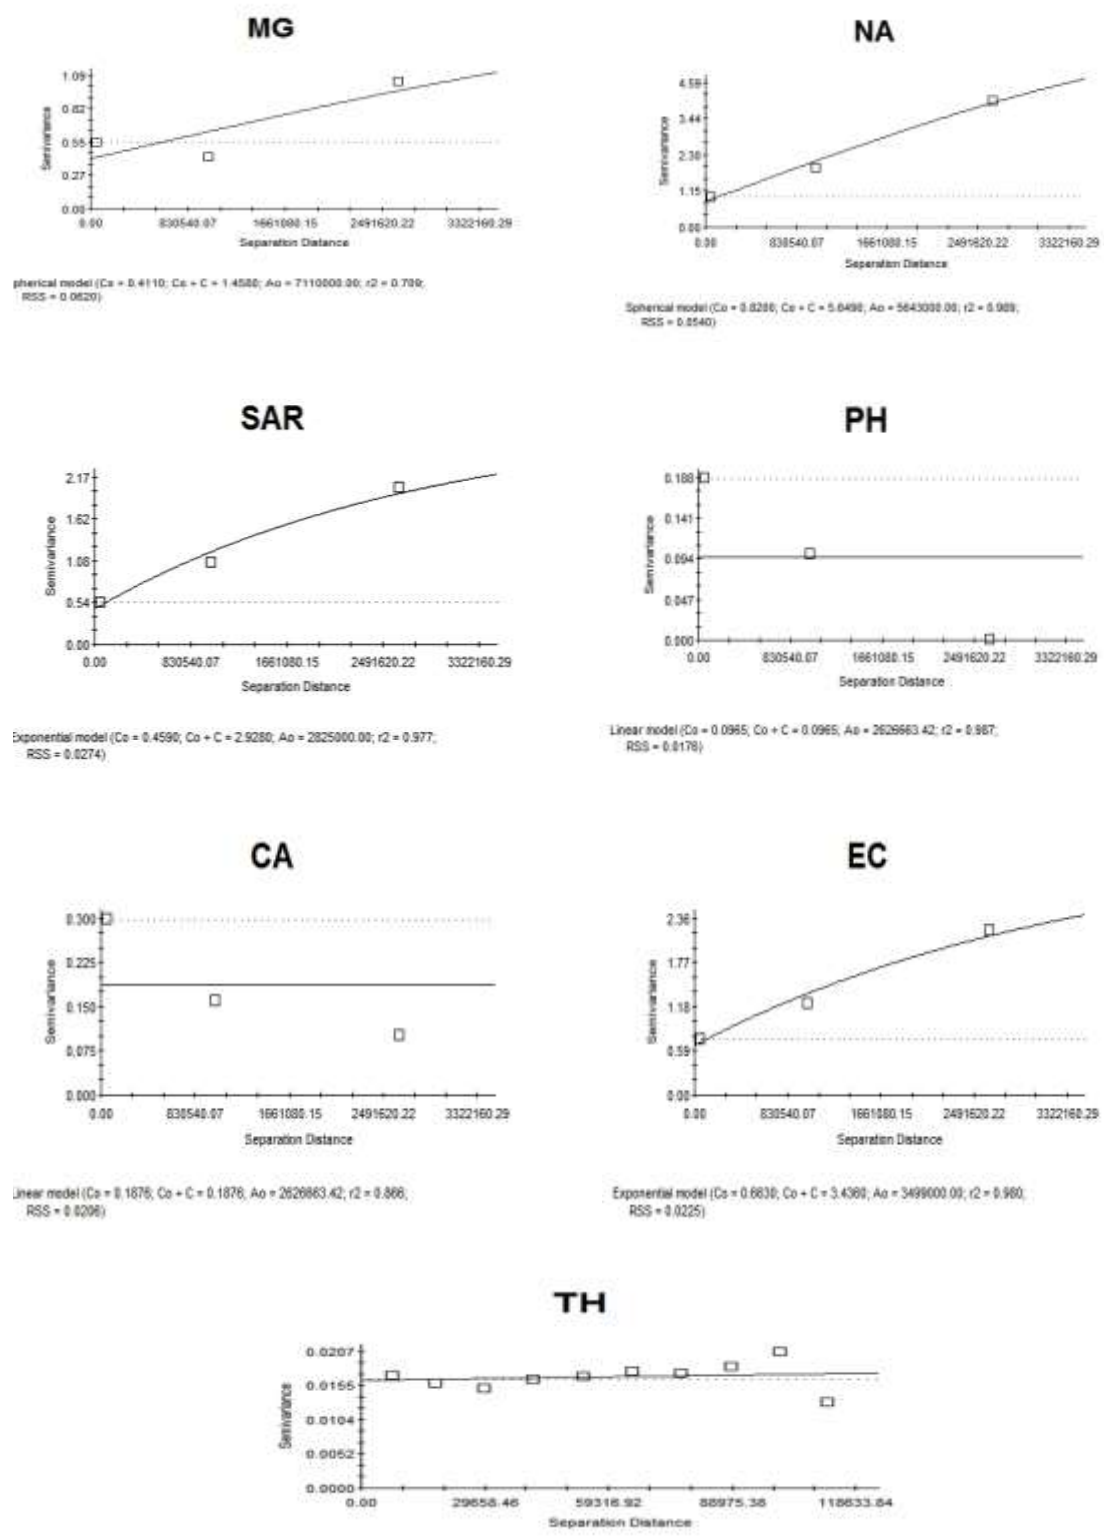 MG
1.09
0.82
0.55
0.27
0.00
Semivariance
0.00 830540.07 1661080.15 2491620.22 3322160.29
Separation Distance
pherical model (Co = 0.4110; Co + C = 1.4580; Ao = 7110000.00; r2 = 0.709;
RSS = 0.0620)
NA
4.59
3.44
2.30
1.15
0.00
Semivariance
0.00 830540.07 1661080.15 2491620.22 3322160.29
Separation Distance
Spherical model (Co = 0.8200; Co + C = 5.8490; Ao = 5643000.00; r2 = 0.989;
RSS = 0.0540)
SAR
2.17
1.62
1.08
0.54
0.00
Semivariance
0.00 830540.07 1661080.15 2491620.22 3322160.29
Separation Distance
Exponential model (Co = 0.4590; Co + C = 2.9280; Ao = 2825000.00; r2 = 0.977;
RSS = 0.0274)
PH
0.188
0.141
0.094
0.047
0.000
Semivariance
0.00 830540.07 1661080.15 2491620.22 3322160.29
Separation Distance
Linear model (Co = 0.0965; Co + C = 0.0965; Ao = 2626663.42; r2 = 0.987;
RSS = 0.0176)
CA
0.300
0.225
0.150
0.075
0.000
Semivariance
0.00 830540.07 1661080.15 2491620.22 3322160.29
Separation Distance
Linear model (Co = 0.1876; Co + C = 0.1876; Ao = 2626663.42; r2 = 0.866;
RSS = 0.0206)
EC
2.36
1.77
1.18
0.59
0.00
Semivariance
0.00 830540.07 1661080.15 2491620.22 3322160.29
Separation Distance
Exponential model (Co = 0.6830; Co + C = 3.4360; Ao = 3499000.00; r2 = 0.980;
RSS = 0.0225)
TH
0.0207
0.0155
0.0104
0.0052
0.0000
Semivariance
0.00 29658.46 59316.92 88975.38 118633.84
Separation Distance